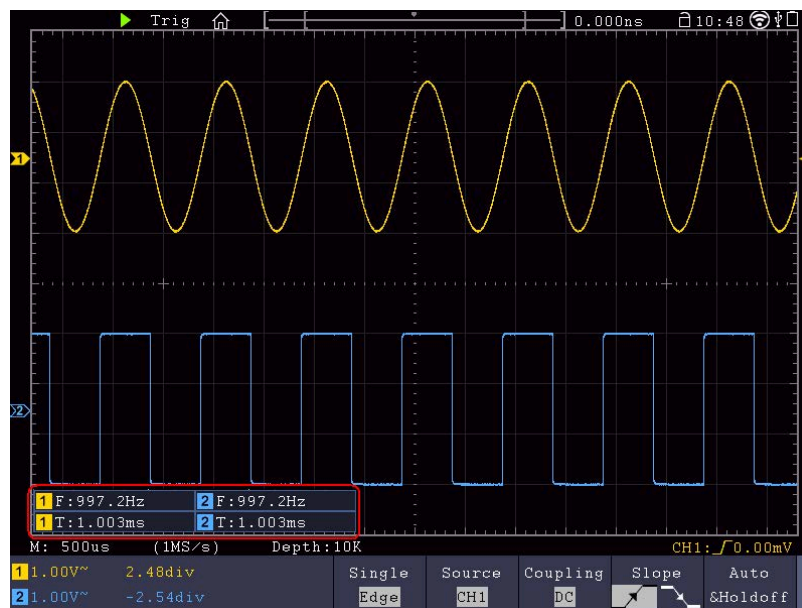 Trig 0.000ns 10:48
1
2
1 F:997.2Hz 2 F:997.2Hz
1 T:1.003ms 2 T:1.003ms
M: 500us (1MS/s) Depth:10K CH1: 0.00mV
1 1.00V~ 2.48div Single Source Coupling Slope Auto
2 1.00V~ -2.54div Edge CH1 DC &Holdoff